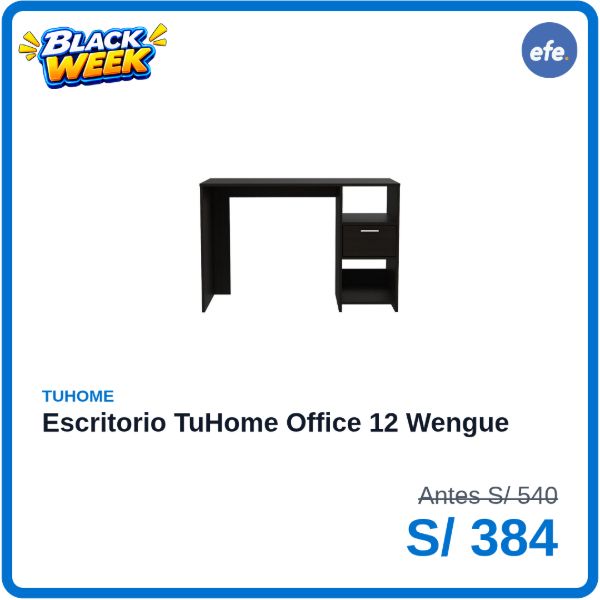 BLACK
WEEK
efe.
TUHOME
Escritorio TuHome Office 12 Wengue
Antes S/ 540
S/ 384